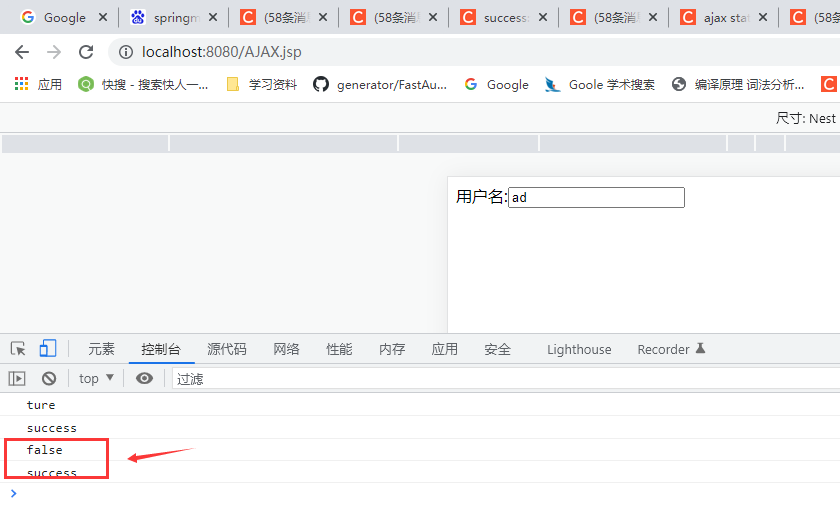 Google
springm
(58条消
(58条消
success:
(58条消
ajax stat
(58条
localhost:8080/AJAX.jsp
应用 快搜 - 搜索快人一... 学习资料 generator/FastAu... Google Goole 学术搜索 编译原理 词法分析...
尺寸: Nest
用户名: ad
元素 控制台 源代码 网络 性能 内存 应用 安全 Lighthouse Recorder
top 过滤
ture
success
false
success